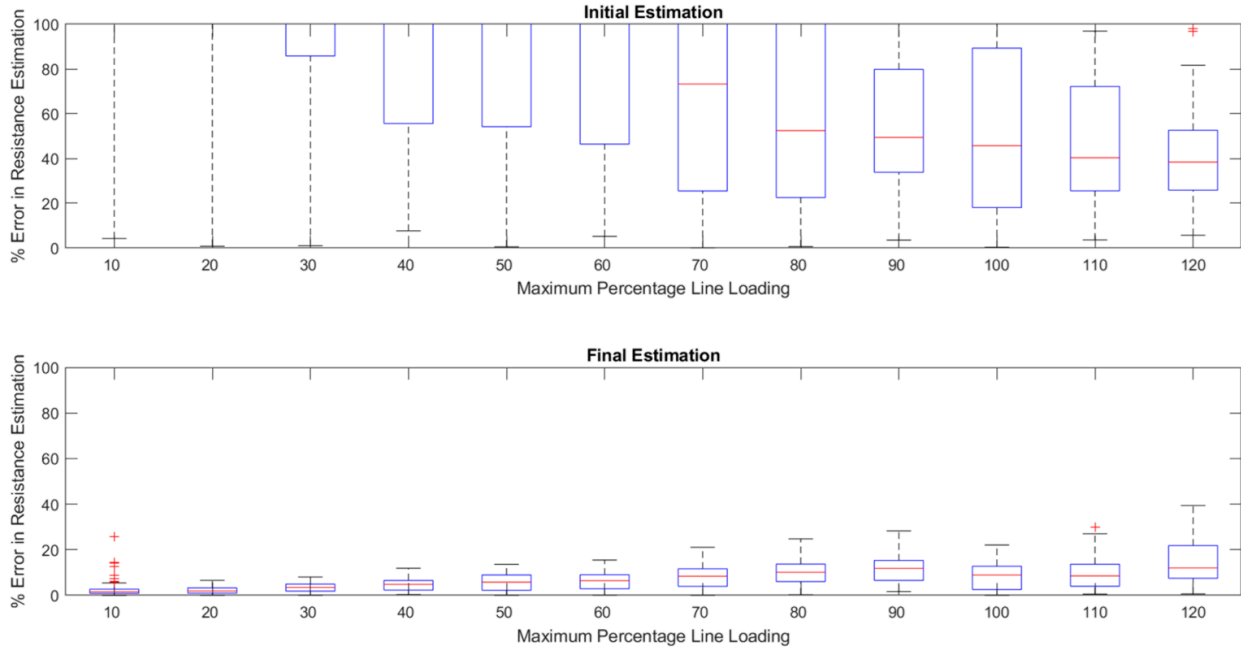 Initial Estimation
% Error in Resistance Estimation
100
80
60
40
20
0
10 20 30 40 50 60 70 80 90 100 110 120
Maximum Percentage Line Loading
Final Estimation
% Error in Resistance Estimation
100
80
60
40
20
0
10 20 30 40 50 60 70 80 90 100 110 120
Maximum Percentage Line Loading